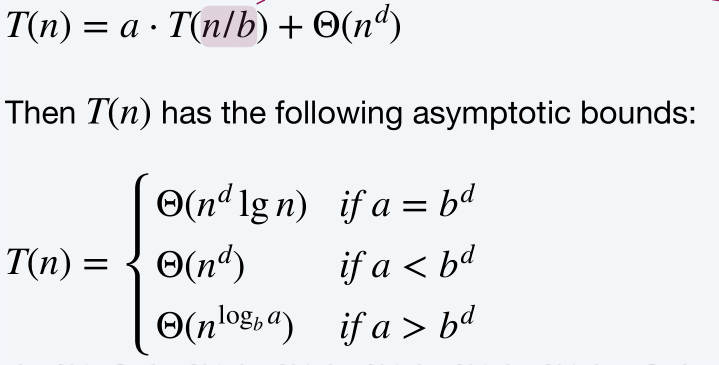 T(n) = a · T(n/b) + Θ(n^d)
Then T(n) has the following asymptotic bounds:
Θ(n^d lg n) if a = b^d
T(n) = { Θ(n^d) if a < b^d
Θ(n^{log_b a}) if a > b^d